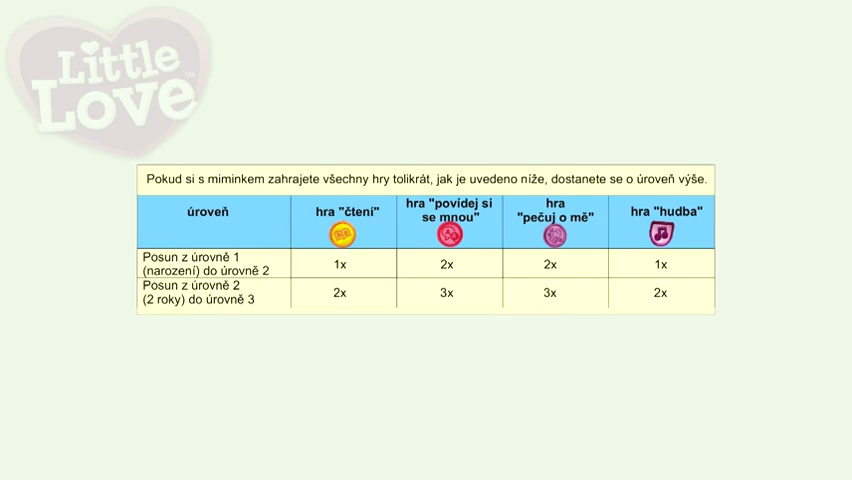 Little
Love™
Pokud si s miminkem zahrajete všechny hry tolikrát, jak je uvedeno níže, dostanete se o úroveň výše.
úroveň
hra "čtení"
hra "povídej si
se mnou"
hra
"pečuj o mě"
hra "hudba"
Posun z úrovně 1
(narození) do úrovně 2
1x
2x
2x
1x
Posun z úrovně 2
(2 roky) do úrovně 3
2x
3x
3x
2x